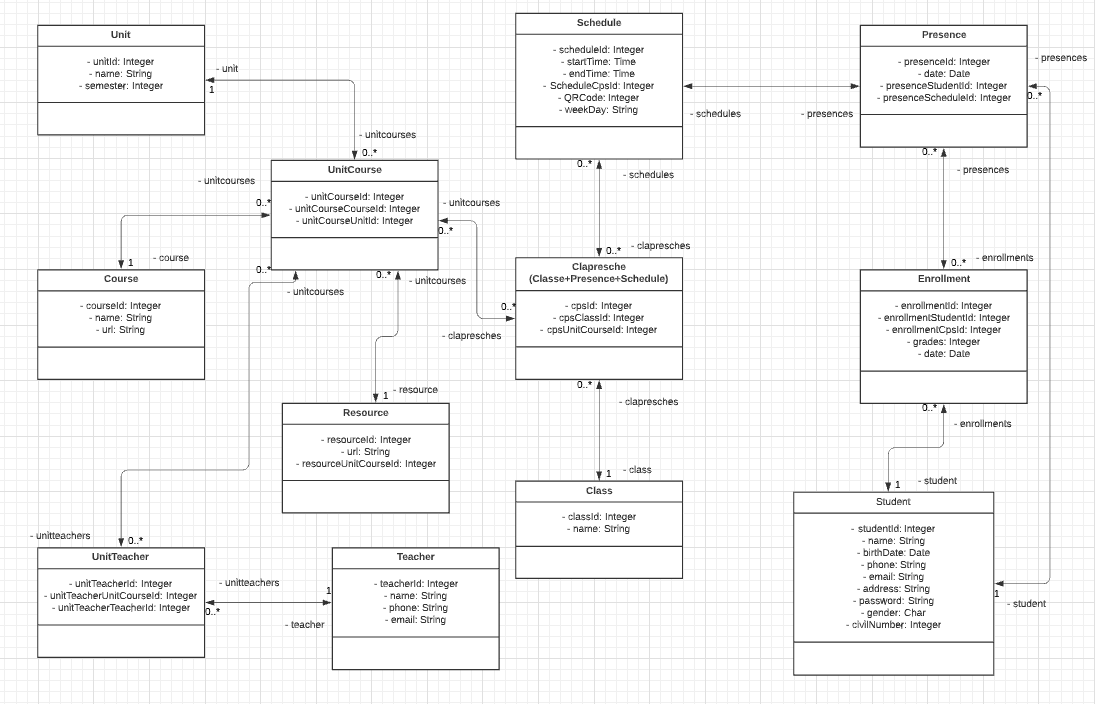 Unit
- unitId: Integer
- name: String
- semester: Integer
- unit
1
- unitcourses
0..*
Schedule
- scheduleId: Integer
- startTime: Time
- endTime: Time
- ScheduleCpsId: Integer
- QRCode: Integer
- weekDay: String
- schedules
- presences
Presence
- presenceId: Integer
- date: Date
- presenceStudentId: Integer
- presenceScheduleId: Integer
- presences
0..*
UnitCourse
- unitCourseId: Integer
- unitCourseCourseId: Integer
- unitCourseUnitId: Integer
- unitcourses
0..*
- unitcourses
0..*
0..*
- schedules
0..*
- presences
1
- course
0..*
- unitcourses
0..*
- unitcourses
0..*
- clapresches
0..*
- enrollments
Course
- courseId: Integer
- name: String
- url: String
Clapresche
(Classe+Presence+Schedule)
- cpsId: Integer
- cpsClassId: Integer
- cpsUnitCourseId: Integer
0..*
- clapresches
Enrollment
- enrollmentId: Integer
- enrollmentStudentId: Integer
- enrollmentCpsId: Integer
- grades: Integer
- date: Date
1
- resource
0..*
- clapresches
0..*
- enrollments
Resource
- resourceId: Integer
- url: String
- resourceUnitCourseId: Integer
1
- class
1
- student
Class
- classId: Integer
- name: String
Student
- studentId: Integer
- name: String
- birthDate: Date
- phone: String
- email: String
- address: String
- password: String
- gender: Char
- civilNumber: Integer
1
- student
- unitteachers
0..*
UnitTeacher
- unitTeacherId: Integer
- unitTeacherUnitCourseId: Integer
- unitTeacherTeacherId: Integer
- unitteachers
0..*
1
- teacher
Teacher
- teacherId: Integer
- name: String
- phone: String
- email: String